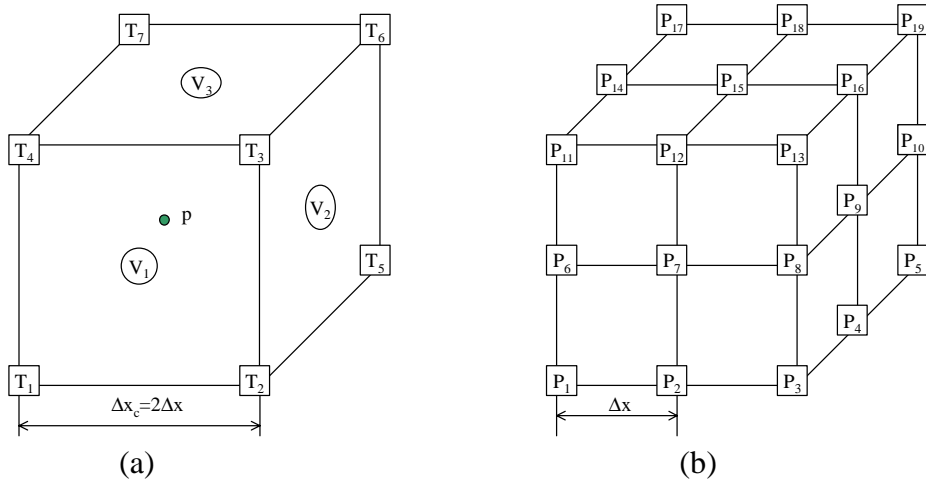 T₇ T₆
V₃
T₄ T₃
p
V₂
V₁
T₅
T₁ T₂
Δx_c=2Δx
(a)
P₁₇ P₁₈ P₁₉
P₁₄ P₁₅ P₁₆
P₁₁ P₁₂ P₁₃
P₁₀
P₉
P₆ P₇ P₈
P₅
P₄
P₁ P₂ P₃
Δx
(b)